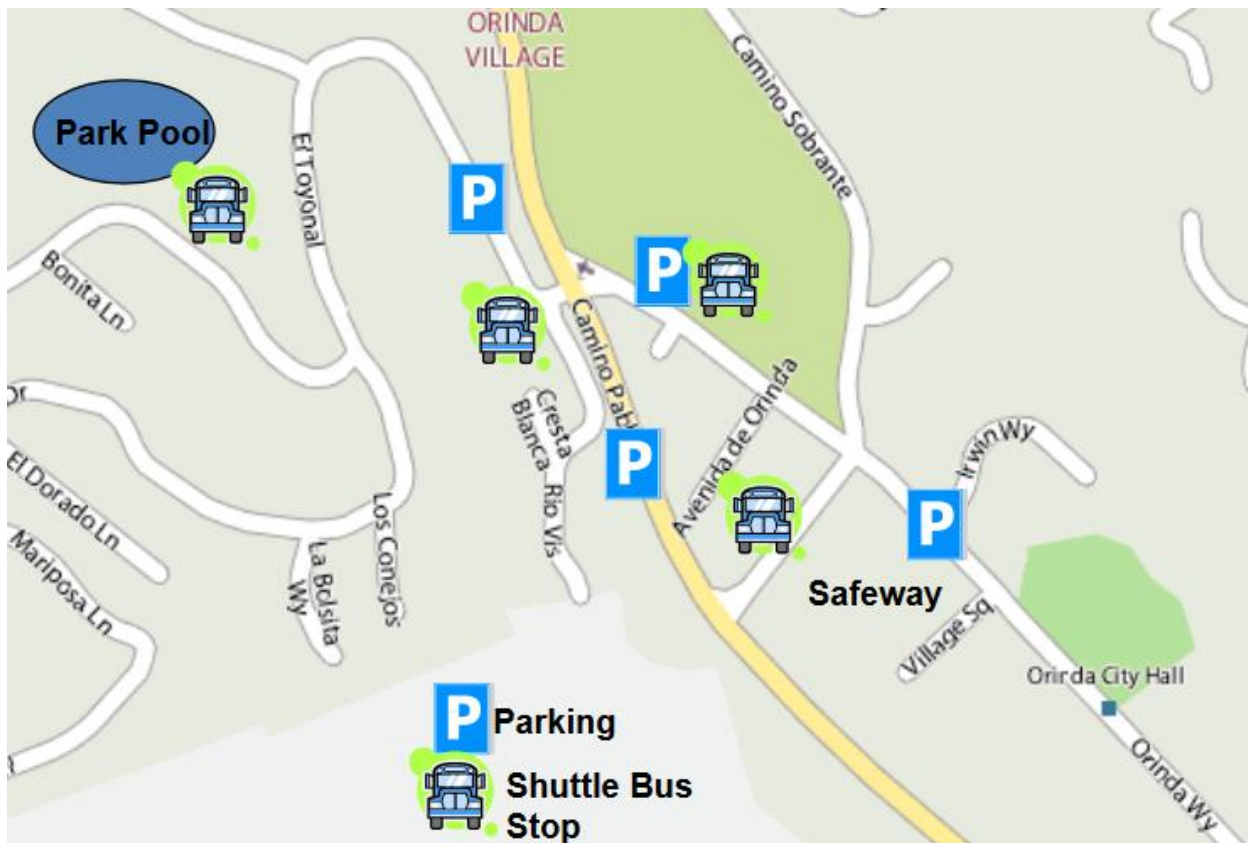 ORINDA
VILLAGE
Camino Sobrante
Park Pool
El Toyonal
P
P
Bonita Ln
Camino Pabl
Cresta
Blanca
Rio Vis
Avenida de Orinda
P
Irwin Wy
P
El Dorado Ln
Los Conejos
La Bolsita
Wy
Mariposa Ln
Safeway
Village Sq
Orinda City Hall
Orinda Wy
P Parking
Shuttle Bus
Stop